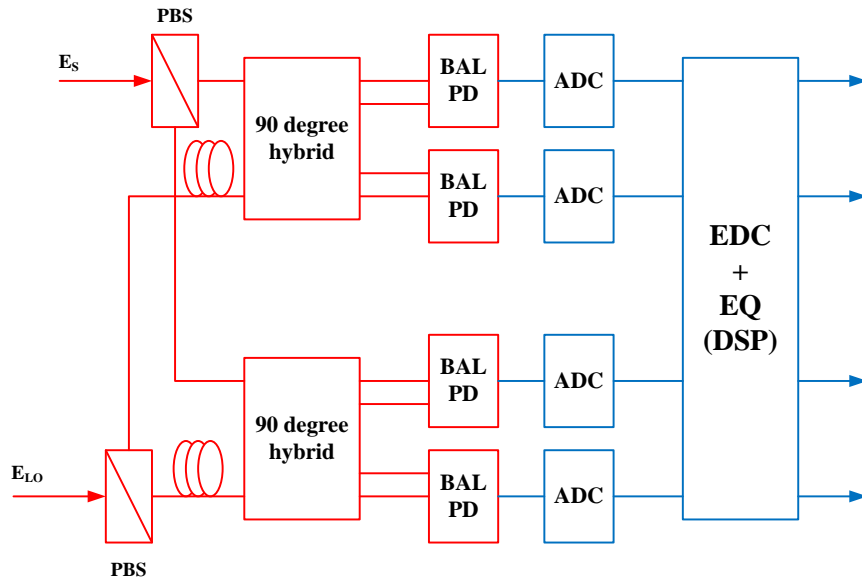 PBS
E_S
90 degree
hybrid
BAL
PD
ADC
BAL
PD
ADC
EDC
+
EQ
(DSP)
90 degree
hybrid
BAL
PD
ADC
BAL
PD
ADC
E_LO
PBS